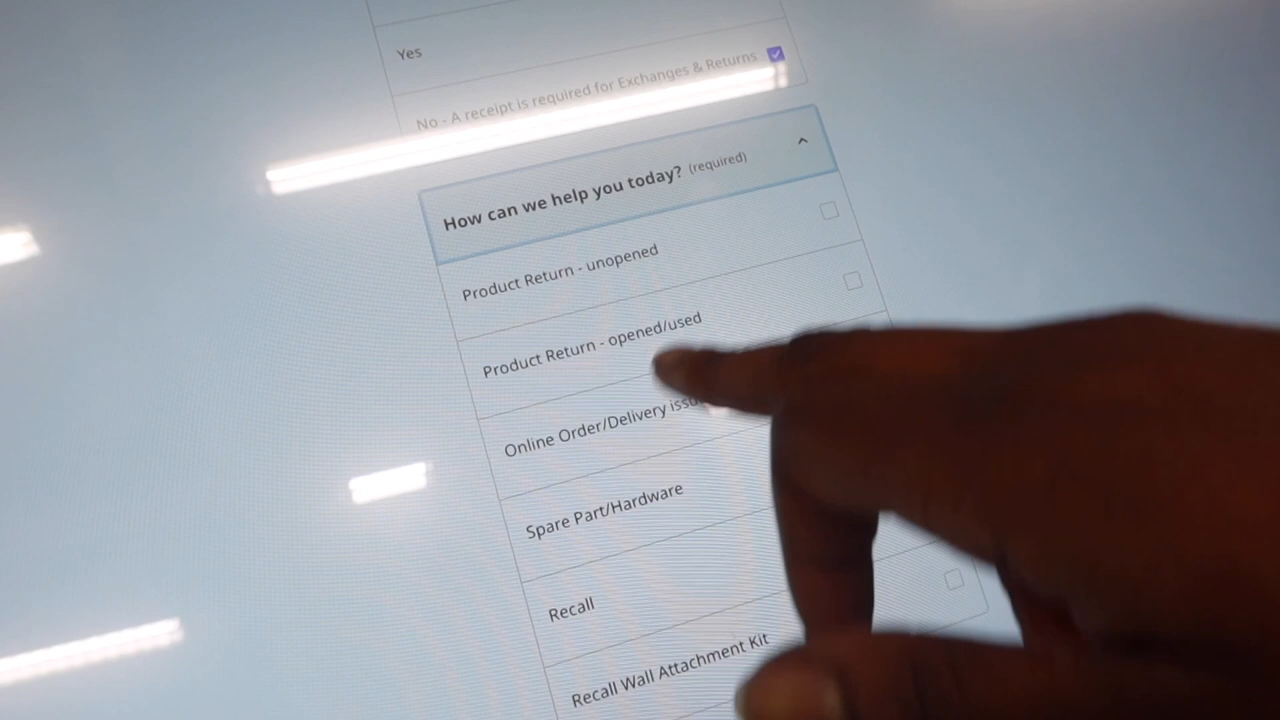 Yes
No - A receipt is required for Exchanges & Returns
How can we help you today? (required)
Product Return - unopened
Product Return - opened/used
Online Order/Delivery
Spare Part/Hardware
Recall
Recall Wall Attachment Kit